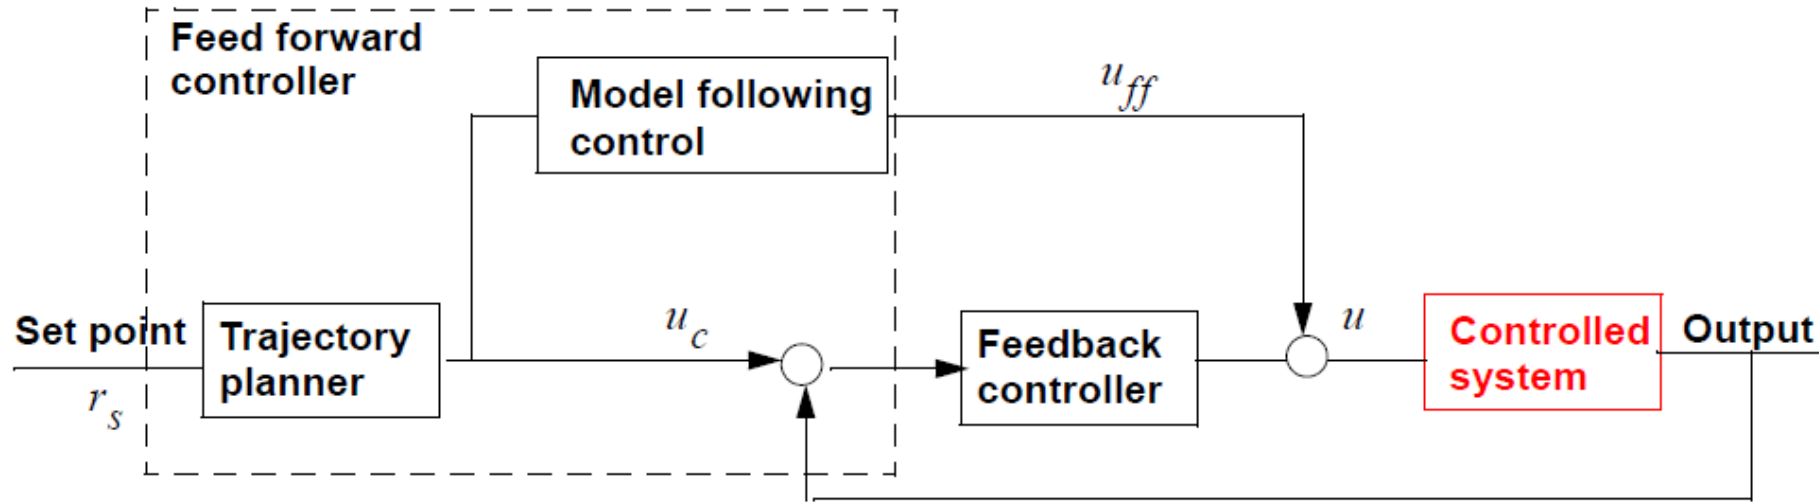 Feed forward
controller
Model following
control
u_ff
Set point
r_s
Trajectory
planner
u_c
Feedback
controller
u
Controlled
system
Output